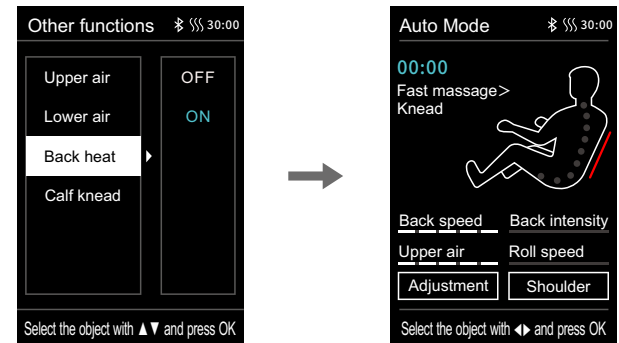 Other functions 30:00
Upper air OFF
Lower air ON
Back heat
Calf knead
Select the object with ▲▼ and press OK
Auto Mode 30:00
00:00
Fast massage>
Knead
Back speed Back intensity
Upper air Roll speed
Adjustment Shoulder
Select the object with ◀▶ and press OK